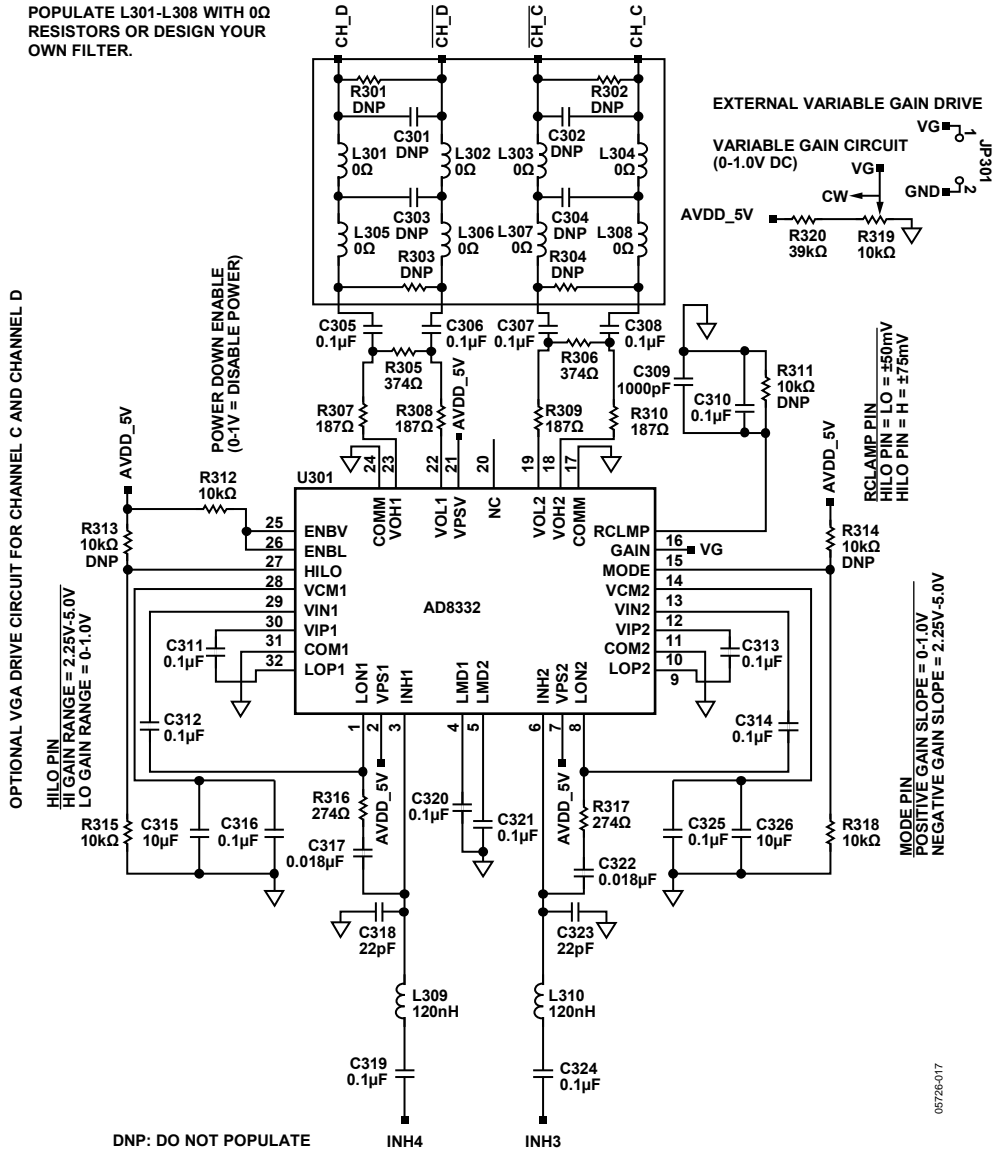 POPULATE L301-L308 WITH 0Ω
RESISTORS OR DESIGN YOUR
OWN FILTER.
CH_D
CH_D
CH_C
CH_C
R301
DNP
R302
DNP
C301
DNP
C302
DNP
L301
0Ω
L302
0Ω
L303
0Ω
L304
0Ω
C303
DNP
C304
DNP
L305
0Ω
L306
0Ω
L307
0Ω
L308
0Ω
R303
DNP
R304
DNP
EXTERNAL VARIABLE GAIN DRIVE
VG
1
JP301
2
GND
VARIABLE GAIN CIRCUIT
(0-1.0V DC)
VG
CW
AVDD_5V
R320
39kΩ
R319
10kΩ
C305
0.1µF
C306
0.1µF
C307
0.1µF
C308
0.1µF
R305
374Ω
R306
374Ω
R307
187Ω
R308
187Ω
AVDD_5V
R309
187Ω
R310
187Ω
C309
1000pF
C310
0.1µF
R311
10kΩ
DNP
RCLAMP PIN
HILO PIN = LO = ±50mV
HILO PIN = H = ±75mV
OPTIONAL VGA DRIVE CIRCUIT FOR CHANNEL C AND CHANNEL D
POWER DOWN ENABLE
(0-1V = DISABLE POWER)
AVDD_5V
R312
10kΩ
R313
10kΩ
DNP
AVDD_5V
R314
10kΩ
DNP
U301
24
23
22
21
20
19
18
17
COMM
VOH1
VOL1
VPSV
NC
VOL2
VOH2
COMM
25
ENBV
26
ENBL
27
HILO
28
VCM1
29
VIN1
30
VIP1
31
COM1
32
LOP1
AD8332
RCLMP
16
GAIN
VG
15
MODE
14
VCM2
13
VIN2
12
VIP2
11
COM2
10
LOP2
9
LON1
VPS1
INH1
LMD1
LMD2
INH2
VPS2
LON2
1
2
3
4
5
6
7
8
HILO PIN
HI GAIN RANGE = 2.25V-5.0V
LO GAIN RANGE = 0-1.0V
C311
0.1µF
C312
0.1µF
C313
0.1µF
C314
0.1µF
R315
10kΩ
C315
10µF
C316
0.1µF
R316
274Ω
AVDD_5V
C317
0.018µF
C320
0.1µF
C321
0.1µF
AVDD_5V
R317
274Ω
C322
0.018µF
C325
0.1µF
C326
10µF
R318
10kΩ
MODE PIN
POSITIVE GAIN SLOPE = 0-1.0V
NEGATIVE GAIN SLOPE = 2.25V-5.0V
C318
22pF
C323
22pF
L309
120nH
L310
120nH
C319
0.1µF
C324
0.1µF
INH4
INH3
DNP: DO NOT POPULATE
05726-017